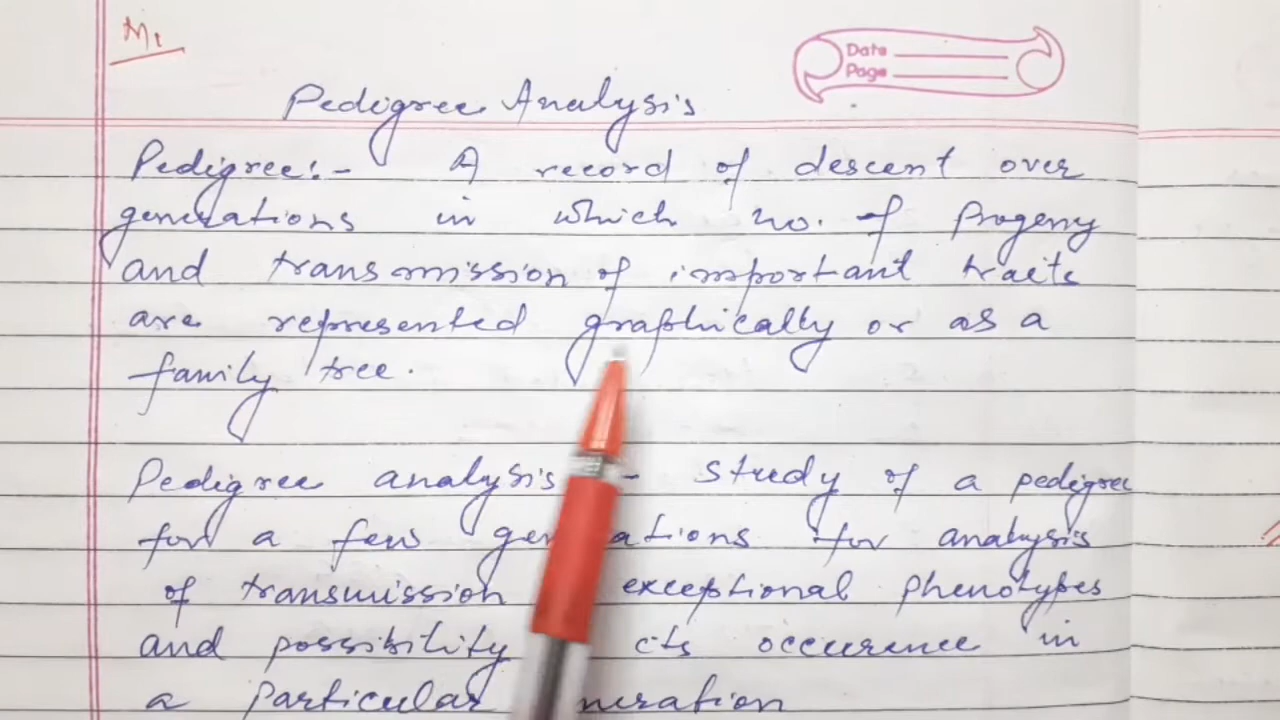 Date
Page
Pedigree Analysis
Pedigree:- A record of descent over
generations in which no. of Progeny
and transmission of important traits
are represented graphically or as a
family tree.
Pedigree analysis - Study of a pedigree
for a few generations for analysis
of transmission exceptional phenotypes
and possibility its occurence in
a particular